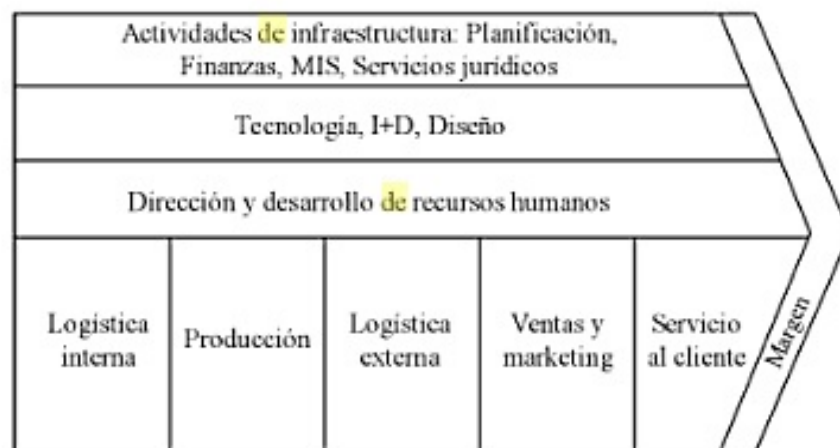 Actividades de infraestructura: Planificación,
Finanzas, MIS, Servicios jurídicos
Tecnología, I+D, Diseño
Dirección y desarrollo de recursos humanos
Logística
interna
Producción
Logística
externa
Ventas y
marketing
Servicio
al cliente
Margen